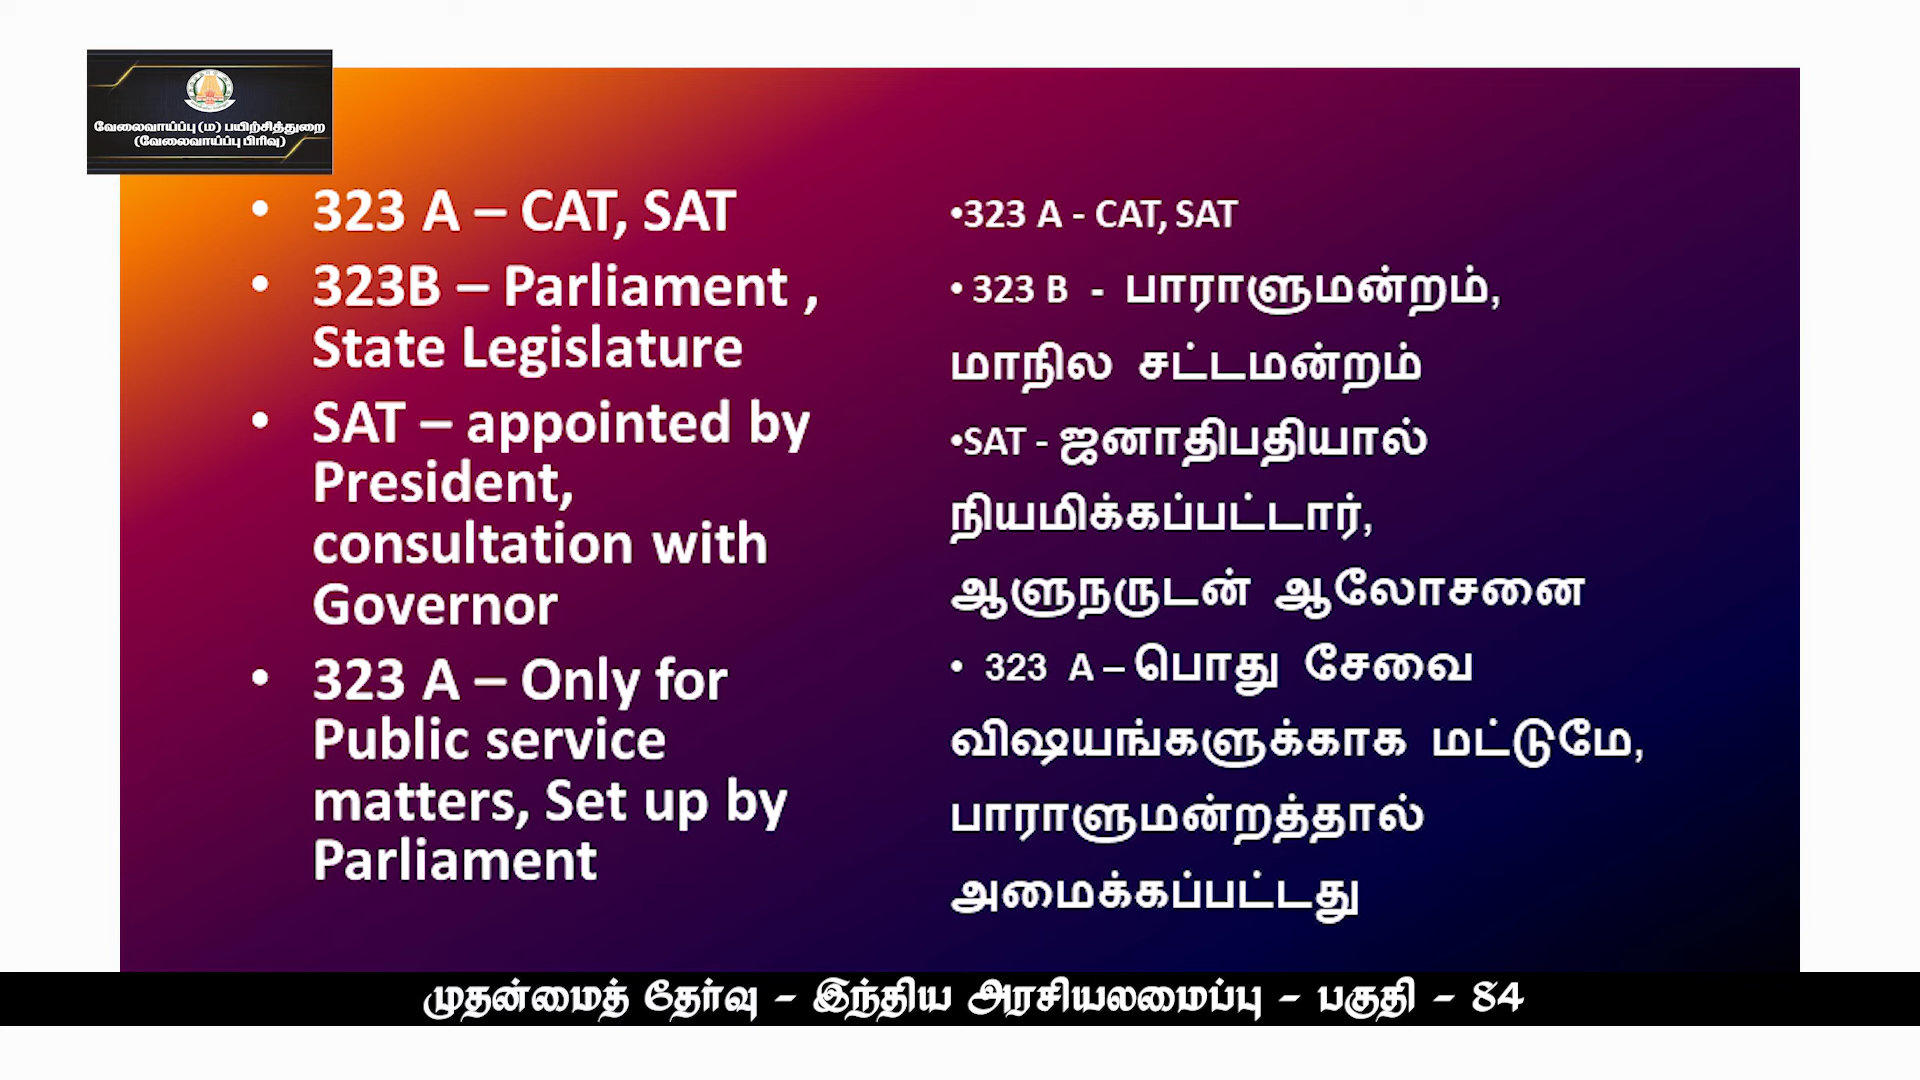 வேலைவாய்ப்பு (ம) பயிற்சித்துறை
(வேலைவாய்ப்பு பிரிவு)
• 323 A – CAT, SAT
• 323B – Parliament ,
State Legislature
• SAT – appointed by
President,
consultation with
Governor
• 323 A – Only for
Public service
matters, Set up by
Parliament
•323 A - CAT, SAT
• 323 B - பாராளுமன்றம்,
மாநில சட்டமன்றம்
•SAT - ஜனாதிபதியால்
நியமிக்கப்பட்டார்,
ஆளுநருடன் ஆலோசனை
• 323 A – பொது சேவை
விஷயங்களுக்காக மட்டுமே,
பாராளுமன்றத்தால்
அமைக்கப்பட்டது
முதன்மைத் தேர்வு - இந்திய அரசியலமைப்பு - பகுதி - 84